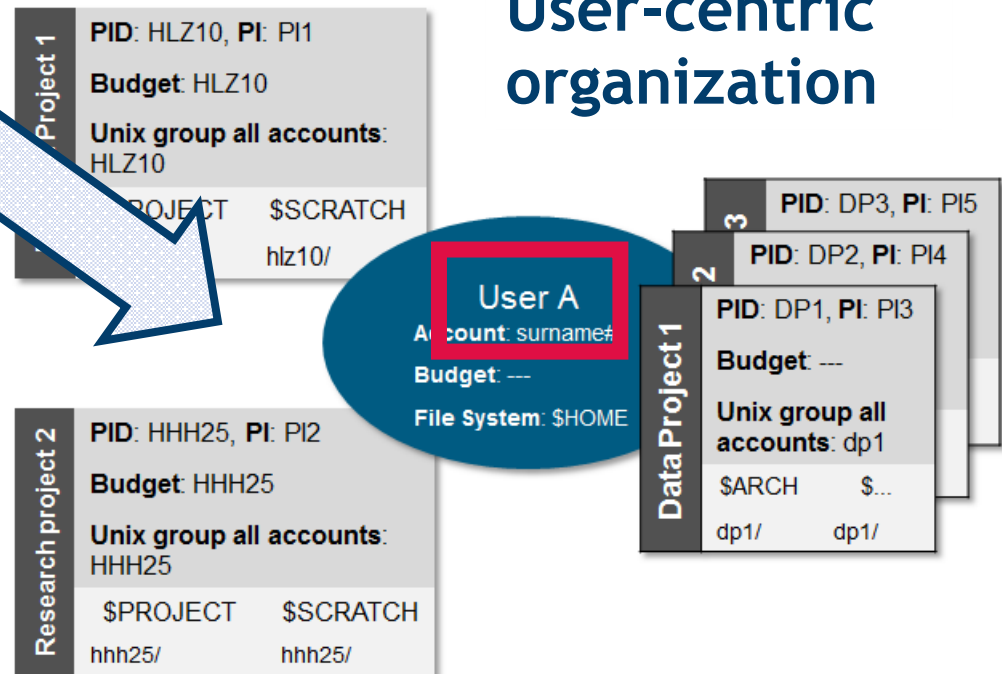 User-centric
organization
Project 1
PID: HLZ10, PI: PI1
Budget: HLZ10
Unix group all accounts:
HLZ10
ROJECT $SCRATCH
hlz10/
User A
Account: surname#
Budget: ---
File System: $HOME
3
PID: DP3, PI: PI5
2
PID: DP2, PI: PI4
Data Project 1
PID: DP1, PI: PI3
Budget: ---
Unix group all
accounts: dp1
$ARCH $...
dp1/ dp1/
Research project 2
PID: HHH25, PI: PI2
Budget: HHH25
Unix group all accounts:
HHH25
$PROJECT $SCRATCH
hhh25/ hhh25/